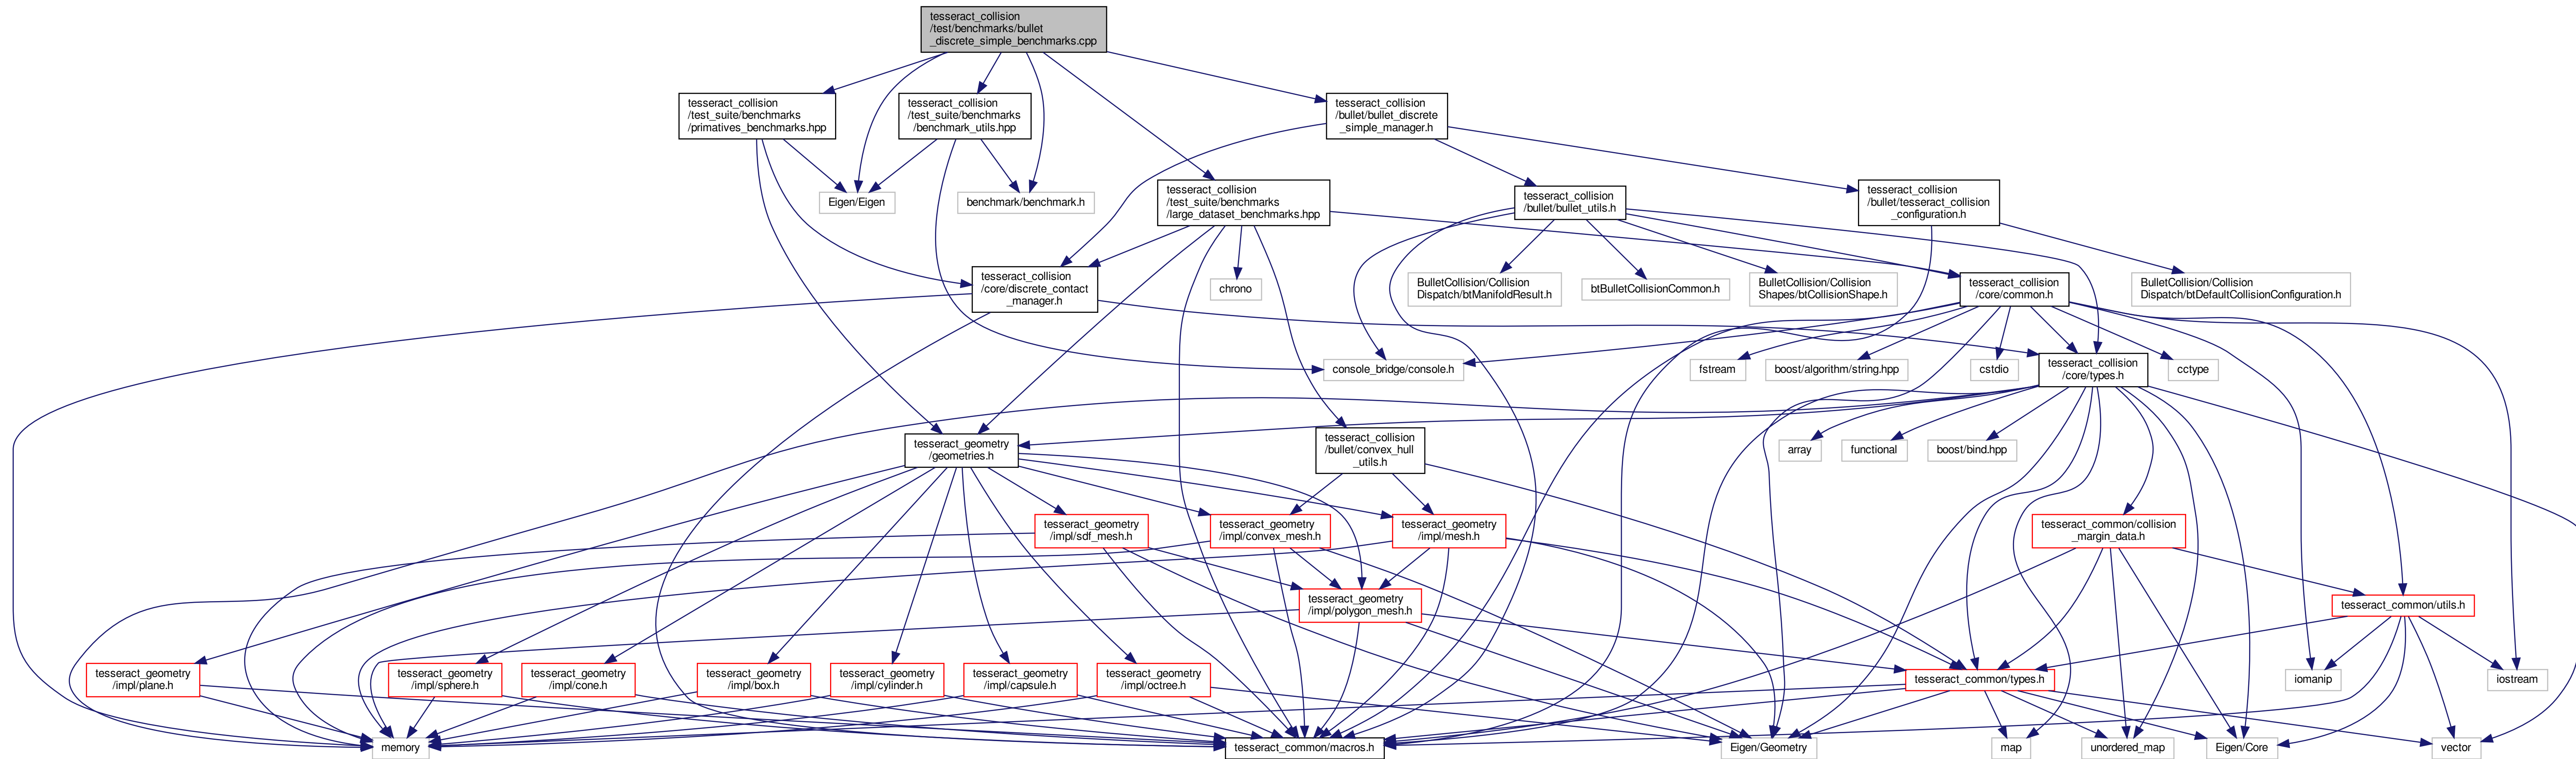 tesseract_collision
/test/benchmarks/bullet
_discrete_simple_benchmarks.cpp
tesseract_collision
/test_suite/benchmarks
/primatives_benchmarks.hpp
tesseract_collision
/test_suite/benchmarks
/benchmark_utils.hpp
tesseract_collision
/bullet/bullet_discrete
_simple_manager.h
Eigen/Eigen
benchmark/benchmark.h
tesseract_collision
/test_suite/benchmarks
/large_dataset_benchmarks.hpp
tesseract_collision
/bullet/bullet_utils.h
tesseract_collision
/bullet/tesseract_collision
_configuration.h
tesseract_collision
/core/discrete_contact
_manager.h
chrono
BulletCollision/Collision
Dispatch/btManifoldResult.h
btBulletCollisionCommon.h
BulletCollision/Collision
Shapes/btCollisionShape.h
tesseract_collision
/core/common.h
BulletCollision/Collision
Dispatch/btDefaultCollisionConfiguration.h
console_bridge/console.h
fstream
boost/algorithm/string.hpp
cstdio
tesseract_collision
/core/types.h
cctype
tesseract_geometry
/geometries.h
tesseract_collision
/bullet/convex_hull
_utils.h
array
functional
boost/bind.hpp
tesseract_geometry
/impl/sdf_mesh.h
tesseract_geometry
/impl/convex_mesh.h
tesseract_geometry
/impl/mesh.h
tesseract_common/collision
_margin_data.h
tesseract_geometry
/impl/polygon_mesh.h
tesseract_common/utils.h
tesseract_geometry
/impl/plane.h
tesseract_geometry
/impl/sphere.h
tesseract_geometry
/impl/cone.h
tesseract_geometry
/impl/box.h
tesseract_geometry
/impl/cylinder.h
tesseract_geometry
/impl/capsule.h
tesseract_geometry
/impl/octree.h
tesseract_common/types.h
iomanip
iostream
memory
tesseract_common/macros.h
Eigen/Geometry
map
unordered_map
Eigen/Core
vector